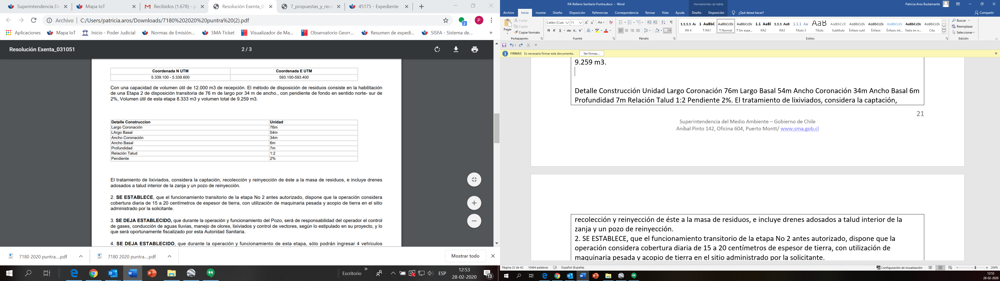 Superintendencia De
Mapa IoT
Recibidos (1.678) - p
Resolución Exenta_03
7_propuestas_y_reco
45175 - Expediente
Archivo C:/Users/patricia.aros/Downloads/7180%202020%20puntra%20(2).pdf
P
2
Aplicaciones
Mapa IoT
Inicio - Poder Judicial
Normas de Emisión...
SMA Ticket
Visualizador de Ma...
Observatorio Georr...
Resumen de expedi...
SISFA - Sistema de...
»
Resolución Exenta_031051
2 / 3
Coordenada N UTM Coordenada E UTM
5.339.100 - 5.339.600 593.100-593.400
Con una capacidad de volumen útil de 12.000 m3 de recepción. El método de disposición de residuos consiste en la habilitación
de una Etapa 2 de disposición transitoria de 76 m de largo por 34 m de ancho., con pendiente de fondo en sentido norte- sur de
2%, Volumen útil de esta etapa 8.333 m3 y volumen total de 9.259 m3.
Detalle Construccion Unidad
Largo Coronación 76m
LArgo Basal 54m
Ancho Coronación 34m
Ancho Basal 6m
Profundidad 7m
Relación Talud 1:2
Pendiente 2%
El tratamiento de lixiviados, considera la captación, recolección y reinyección de éste a la masa de residuos, e incluye drenes
adosados a talud interior de la zanja y un pozo de reinyección.
2. SE ESTABLECE, que el funcionamiento transitorio de la etapa No 2 antes autorizado, dispone que la operación considera
cobertura diaria de 15 a 20 centímetros de espesor de tierra, con utilización de maquinaria pesada y acopio de tierra en el sitio
administrado por la solicitante.
3. SE DEJA ESTABLECIDO, que durante la operación y funcionamiento del Pozo, será de responsabilidad del operador el control
de gases, conducción de aguas lluvias, manejo de olores, lixiviados y control de vectores, según lo estipulado en su proyecto, y lo
que será oportunamente fiscalizado por esta Autoridad Sanitaria.
4. SE DEJA ESTABLECIDO, que durante la operación y funcionamiento de esta etapa, sólo podrán ingresar 4 vehículos
7180 2020 puntra....pdf
7180 2020 puntra....pdf
Mostrar todo
Escritorio
»
ESP
12:53
28-02-2020
13
IFA Relleno Sanitario Puntra.docx - Word
Herramientas de tabla
Patricia Aros Bustamante
Archivo Inicio Insertar Diseño Disposición Referencias Correspondencia Revisar Vista Ayuda Diseño Disposición ¿Qué desea hacer?
Compartir
Pegar
Cortar
Copiar
Copiar formato
Portapapeles
Calibri (Cuer 11
N K S abc x₂ x²
Fuente
Párrafo
1.1.1.1 Az IFA 4
1 AaBbC ¶ IFA1
AaBbCcDc ¶ Normal
AaBbCcDc ¶ Sin espa...
1.1 AaBl IFA2
1.1.1 AaB IFA3
1.1.1 Aa Título 3
AaB Título
AaBbCcD Subtítulo
AaBbCcDc Énfasis sutil
AaBbCcDc Énfasis
AaBbCcDc Énfasis int...
AaBbCcDc Texto en n...
AaBbCcDc Cita
Estilos
Buscar
Reemplazar
Seleccionar
Edición
FIRMAS Es necesario firmar este documento. Ver firmas...
9.259 m3.
Detalle Construcción Unidad Largo Coronación 76m Largo Basal 54m Ancho Coronación 34m Ancho Basal 6m
Profundidad 7m Relación Talud 1:2 Pendiente 2%. El tratamiento de lixiviados, considera la captación,
21
Superintendencia del Medio Ambiente – Gobierno de Chile
Aníbal Pinto 142, Oficina 604, Puerto Montt/ www.sma.gob.cl
recolección y reinyección de éste a la masa de residuos, e incluye drenes adosados a talud interior de la
zanja y un pozo de reinyección.
2. SE ESTABLECE, que el funcionamiento transitorio de la etapa No 2 antes autorizado, dispone que la
operación considera cobertura diaria de 15 a 20 centímetros de espesor de tierra, con utilización de
maquinaria pesada y acopio de tierra en el sitio administrado por la solicitante.
Página 22 de 42 10464 palabras Español (España)
Configuración de visualización
204%
12:53
28-02-2020